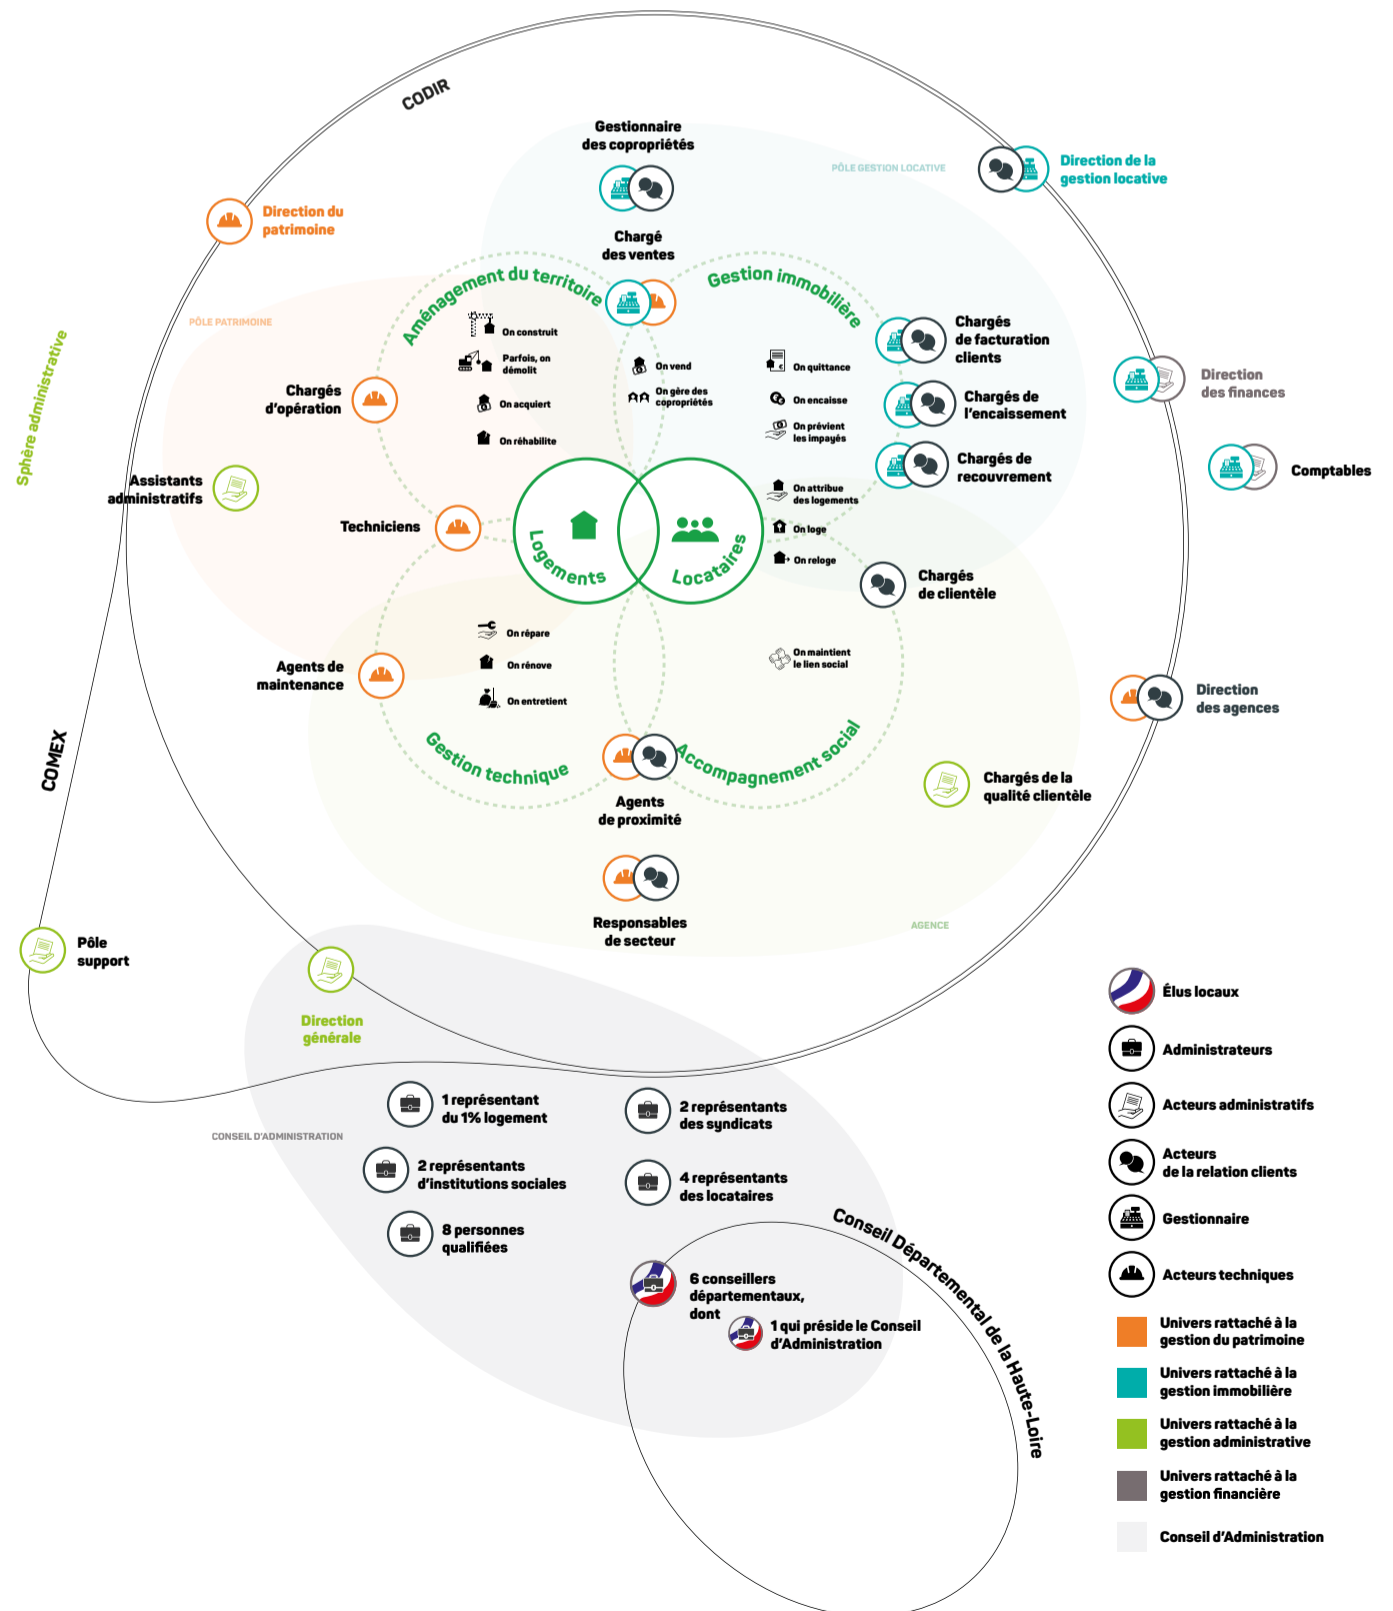 CODIR
Gestionnaire
des copropriétés
PÔLE GESTION LOCATIVE
Direction de la
gestion locative
Direction du
patrimoine
Chargé
des ventes
Aménagement du territoire
Gestion immobilière
PÔLE PATRIMOINE
Sphère administrative
On construit
Parfois, on
démolit
On acquiert
On réhabilite
On vend
On gère des
copropriétés
On quittance
On encaisse
On prévient
les impayés
Chargés
de facturation
clients
Chargés de
l'encaissement
Chargés de
recouvrement
Direction
des finances
Comptables
Chargés
d'opération
Assistants
administratifs
Techniciens
Logements
Locataires
On attribue
des logements
On loge
On reloge
Chargés
de clientèle
On répare
On rénove
On entretient
On maintient
le lien social
Agents de
maintenance
Direction
des agences
Gestion technique
Accompagnement social
COMEX
Agents
de proximité
Chargés de la
qualité clientèle
Responsables
de secteur
AGENCE
Pôle
support
Direction
générale
CONSEIL D'ADMINISTRATION
1 représentant
du 1% logement
2 représentants
des syndicats
2 représentants
d'institutions sociales
4 représentants
des locataires
8 personnes
qualifiées
Conseil Départemental de la Haute-Loire
6 conseillers
départementaux,
dont
1 qui préside le Conseil
d'Administration
Élus locaux
Administrateurs
Acteurs administratifs
Acteurs
de la relation clients
Gestionnaire
Acteurs techniques
Univers rattaché à la
gestion du patrimoine
Univers rattaché à la
gestion immobilière
Univers rattaché à la
gestion administrative
Univers rattaché à la
gestion financière
Conseil d'Administration